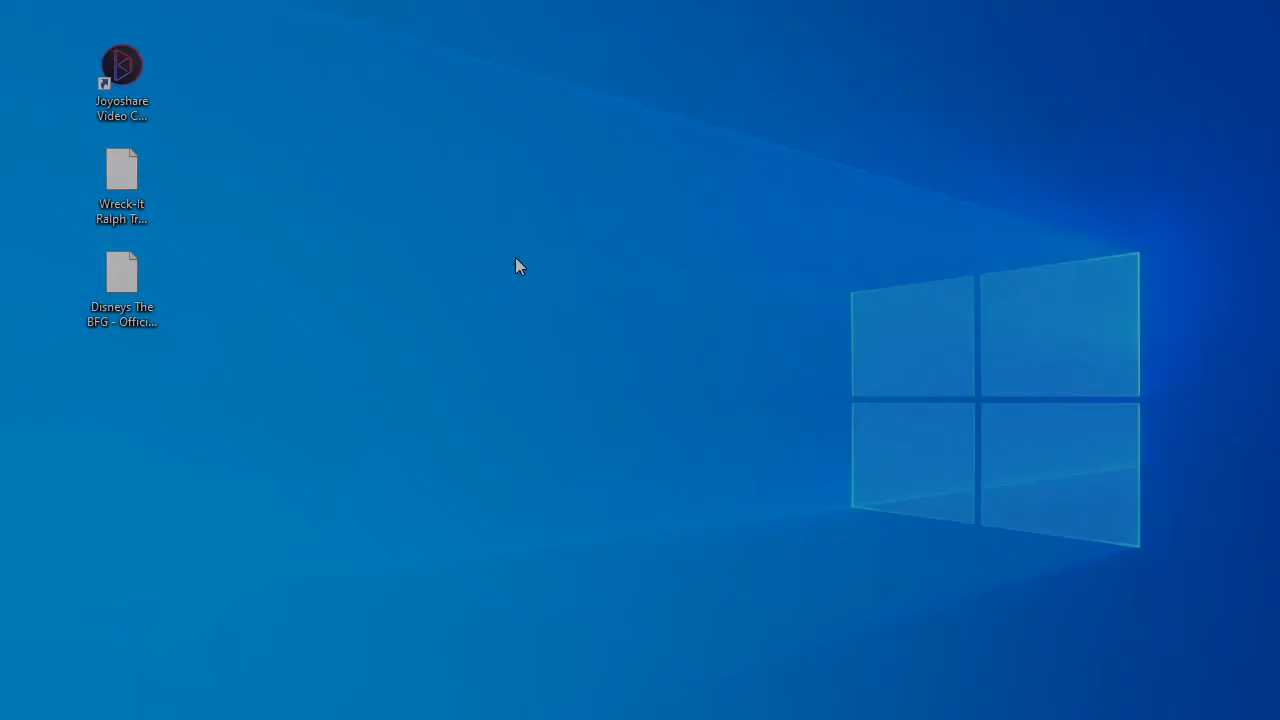 Joyoshare
Video C...
Wreck-It
Ralph Tr...
Disneys The
BFG - Offici...